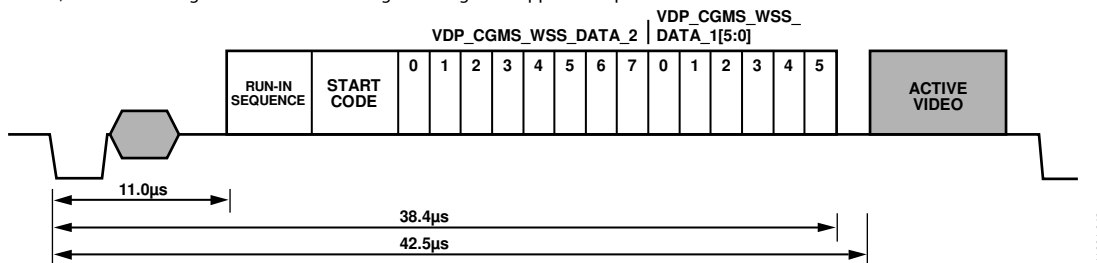 VDP_CGMS_WSS_DATA_2
VDP_CGMS_WSS_
DATA_1[5:0]
RUN-IN
SEQUENCE
START
CODE
0 1 2 3 4 5 6 7 0 1 2 3 4 5
ACTIVE
VIDEO
11.0µs
38.4µs
42.5µs